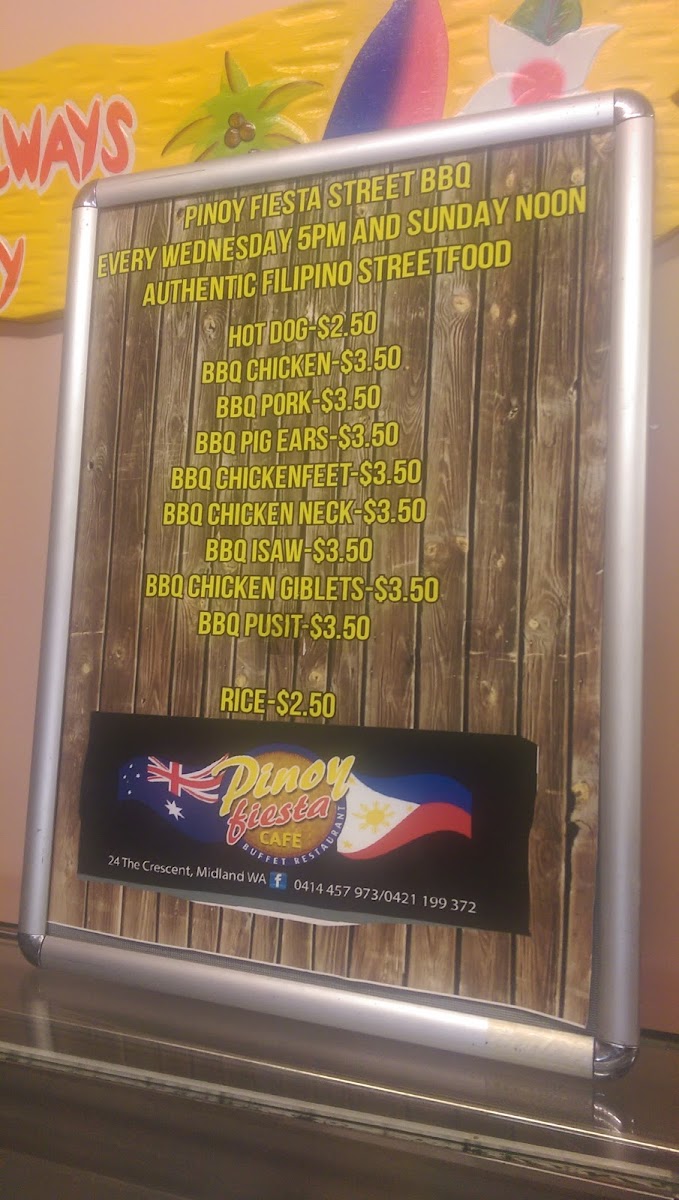 WAYS
Y
PINOY FIESTA STREET BBQ
EVERY WEDNESDAY 5PM AND SUNDAY NOON
AUTHENTIC FILIPINO STREETFOOD
HOT DOG-$2.50
BBQ CHICKEN-$3.50
BBQ PORK-$3.50
BBQ PIG EARS-$3.50
BBQ CHICKENFEET-$3.50
BBQ CHICKEN NECK-$3.50
BBQ ISAW-$3.50
BBQ CHICKEN GIBLETS-$3.50
BBQ PUSIT-$3.50
RICE-$2.50
Pinoy
fiesta
CAFE
BUFFET RESTAURANT
24 The Crescent, Midland WA f 0414 457 973/0421 199 372